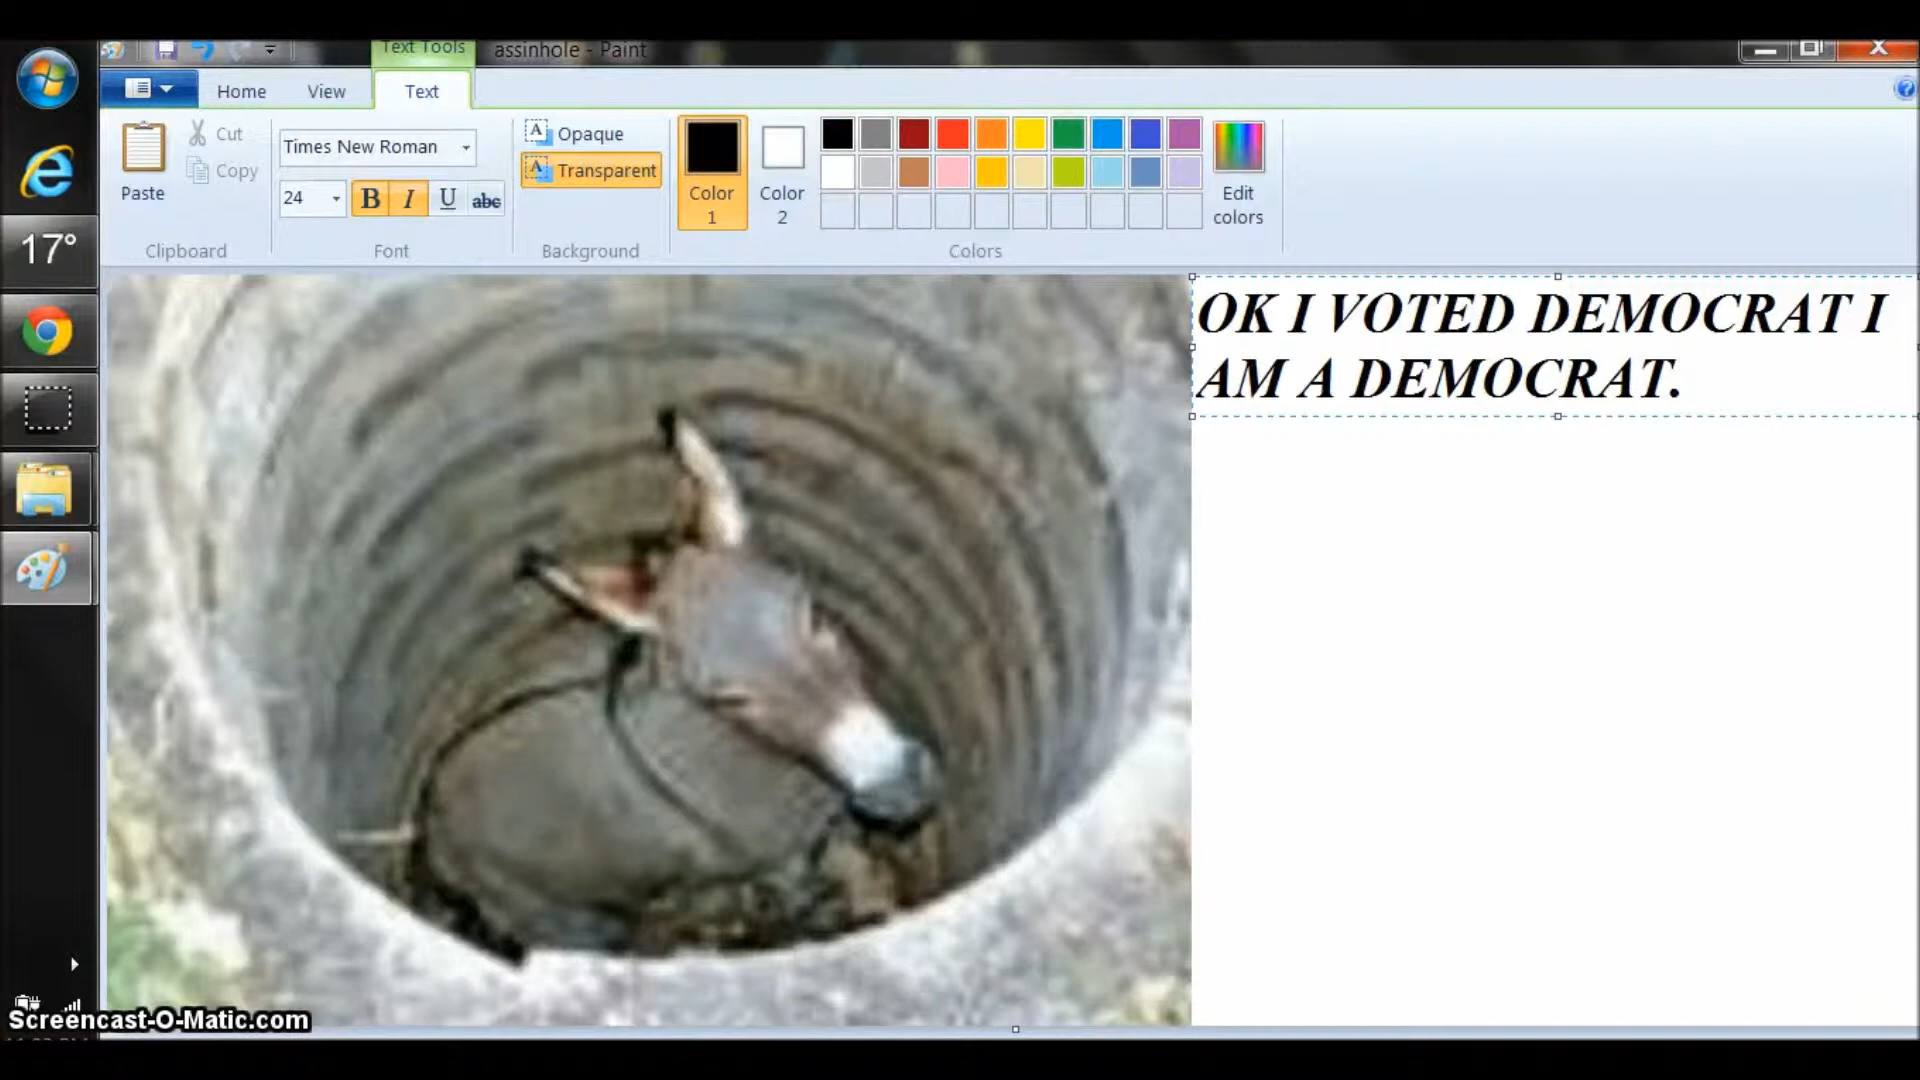 Text Tools
assinhole - Paint
Home
View
Text
Cut
Copy
Paste
Clipboard
Times New Roman
24
B
I
U
abc
Font
A
Opaque
A
Transparent
Background
Color
1
Color
2
Edit
colors
Colors
17°
OK I VOTED DEMOCRAT I
AM A DEMOCRAT.
Screencast-O-Matic.com